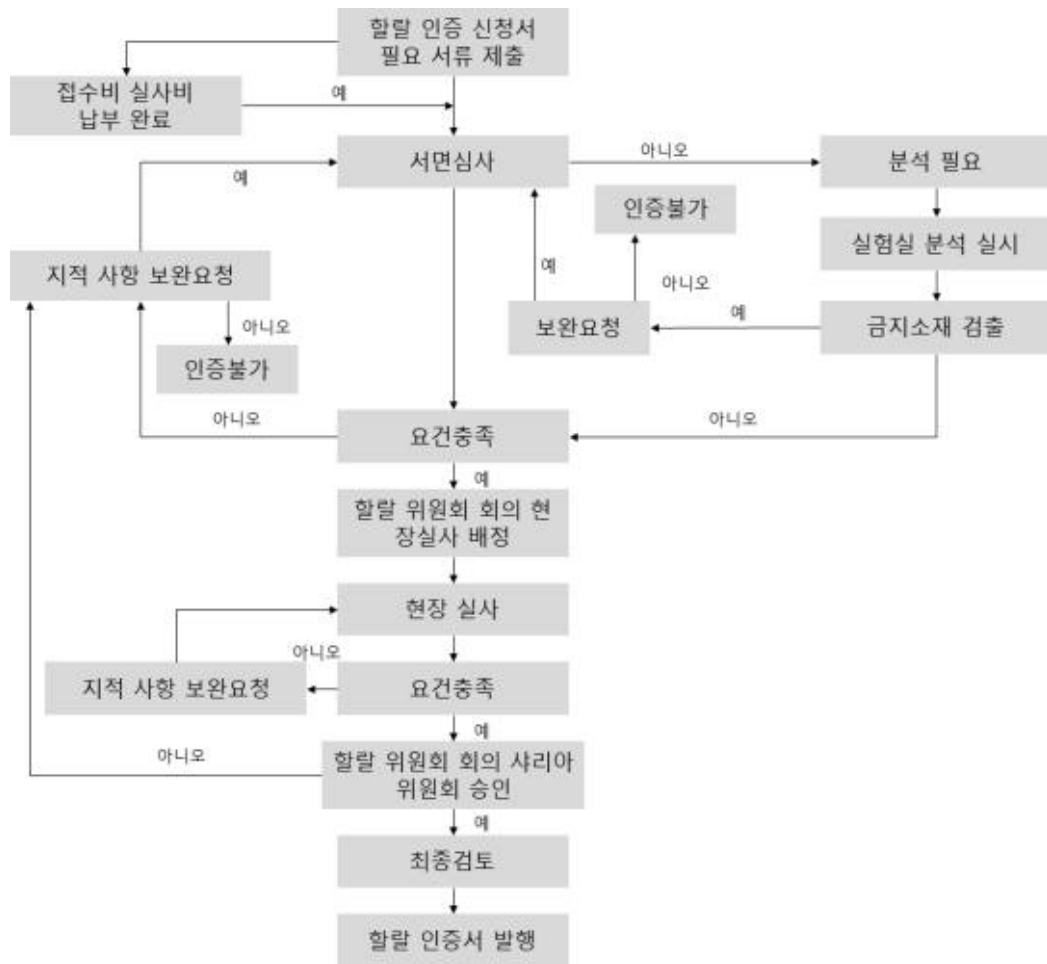 할랄 인증 신청서
필요 서류 제출
접수비 실사비
납부 완료
예
서면심사
아니오
분석 필요
예
인증불가
실험실 분석 실시
지적 사항 보완요청
예
아니오
아니오
보완요청
예
금지소재 검출
인증불가
아니오
요건충족
아니오
예
할랄 위원회 회의 현
장실사 배정
현장 실사
아니오
지적 사항 보완요청
요건충족
예
아니오
할랄 위원회 회의 샤리아
위원회 승인
예
최종검토
할랄 인증서 발행